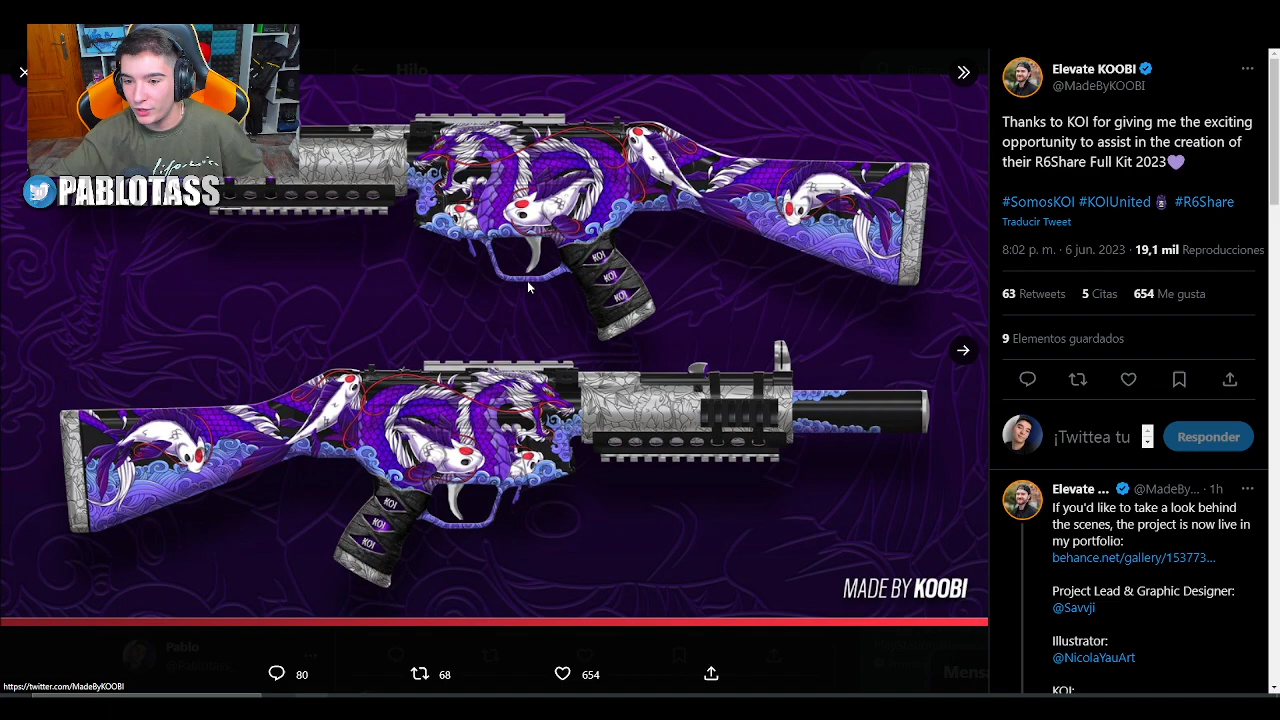 Hilo
PABLOTASS
KOI
KOI
KOI
KOI
KOI
KOI
MADE BY KOOBI
Pablo
80
68
654
Mensa
https://twitter.com/MadeByKOOBI
Elevate KOOBI
@MadeByKOOBI
Thanks to KOI for giving me the exciting
opportunity to assist in the creation of
their R6Share Full Kit 2023💜
#SomosKOI #KOIUnited #R6Share
Traducir Tweet
8:02 p. m. · 6 jun. 2023 · 19,1 mil Reproducciones
63 Retweets 5 Citas 654 Me gusta
9 Elementos guardados
¡Twittea tu
Responder
Elevate ... @MadeBy... · 1h
If you'd like to take a look behind
the scenes, the project is now live in
my portfolio:
behance.net/gallery/153773...
Project Lead & Graphic Designer:
@Savvji
Illustrator:
@NicolaYauArt
KOI: